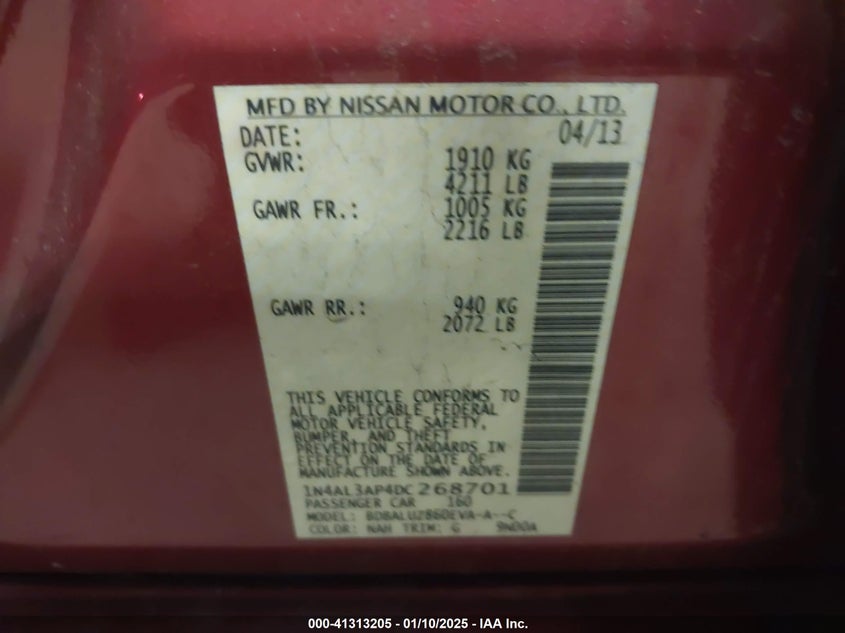 MFD BY NISSAN MOTOR CO., LTD.
DATE: 04/13
GVWR: 1910 KG
4211 LB
GAWR FR.: 1005 KG
2216 LB
GAWR RR.: 940 KG
2072 LB
THIS VEHICLE CONFORMS TO
ALL APPLICABLE FEDERAL
MOTOR VEHICLE SAFETY,
BUMPER, AND THEFT
PREVENTION STANDARDS IN
EFFECT ON THE DATE OF
MANUFACTURE SHOWN ABOVE.
1N4AL3AP4DC268701
PASSENGER CAR 160
MODEL: BDBALUZ86DEVA-A--C
COLOR: NAH TRIM: G 9N00A
000-41313205 — 01/10/2025 — IAA Inc.